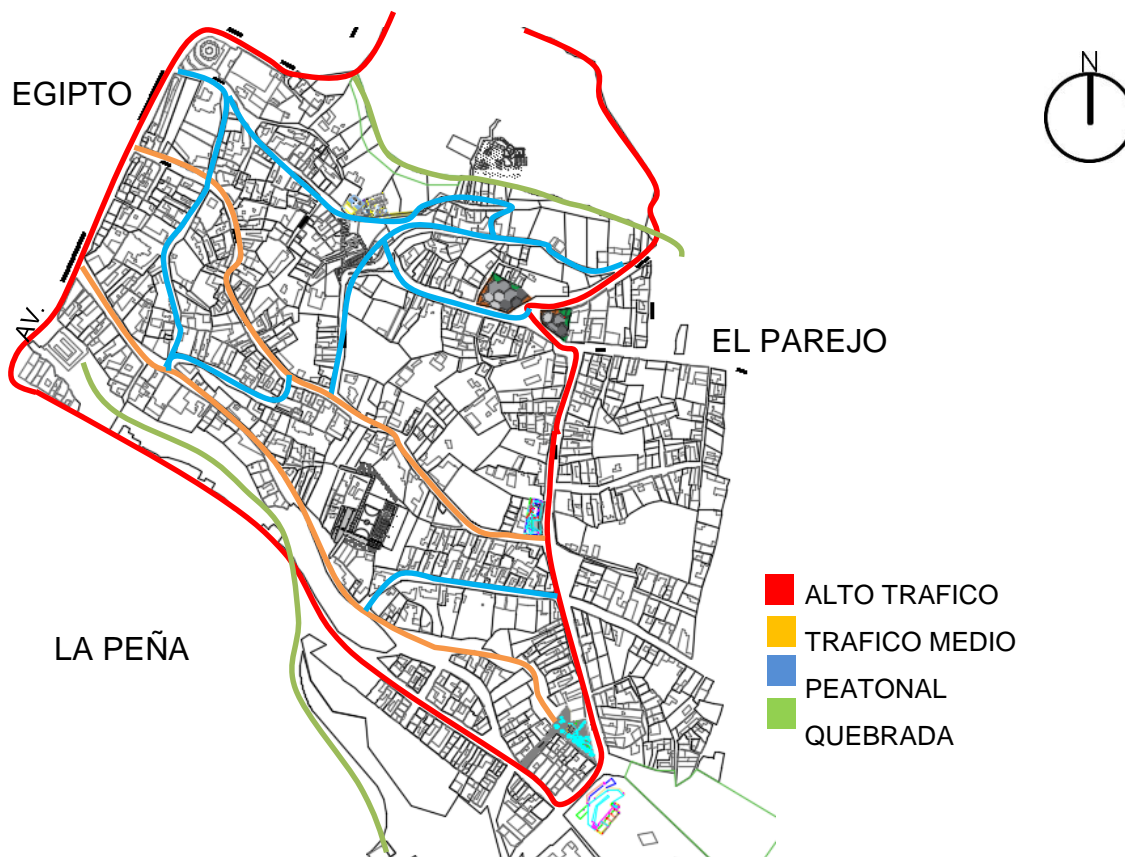 N
EGIPTO
AV.
EL PAREJO
LA PEÑA
ALTO TRAFICO
TRAFICO MEDIO
PEATONAL
QUEBRADA